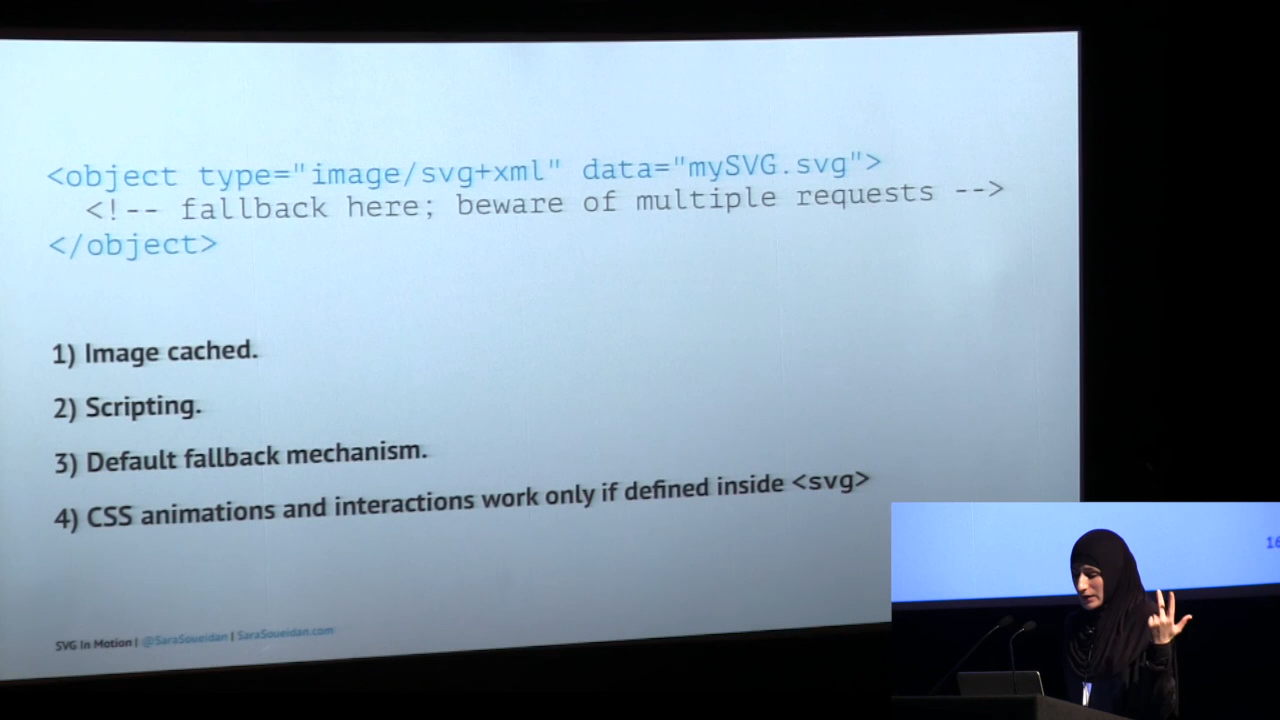 <object type="image/svg+xml" data="mySVG.svg">
<!-- fallback here; beware of multiple requests -->
</object>
1) Image cached.
2) Scripting.
3) Default fallback mechanism.
4) CSS animations and interactions work only if defined inside <svg>
SVG In Motion | @SaraSoueidan | SaraSoueidan.com
16